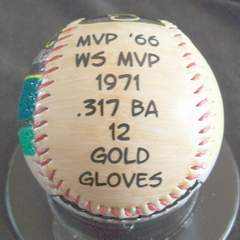 MVP '66
WS MVP
1971
.317 BA
12
GOLD
GLOVES